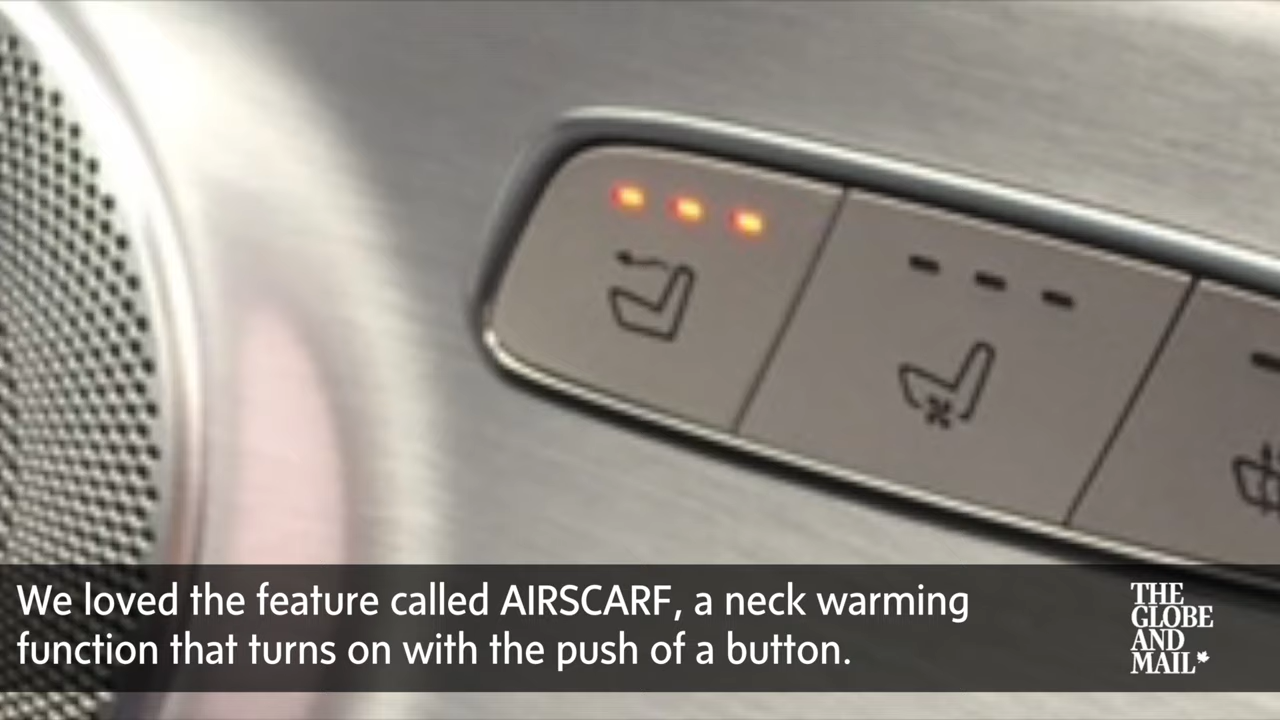 We loved the feature called AIRSCARF, a neck warming
function that turns on with the push of a button.
THE
GLOBE
AND
MAIL